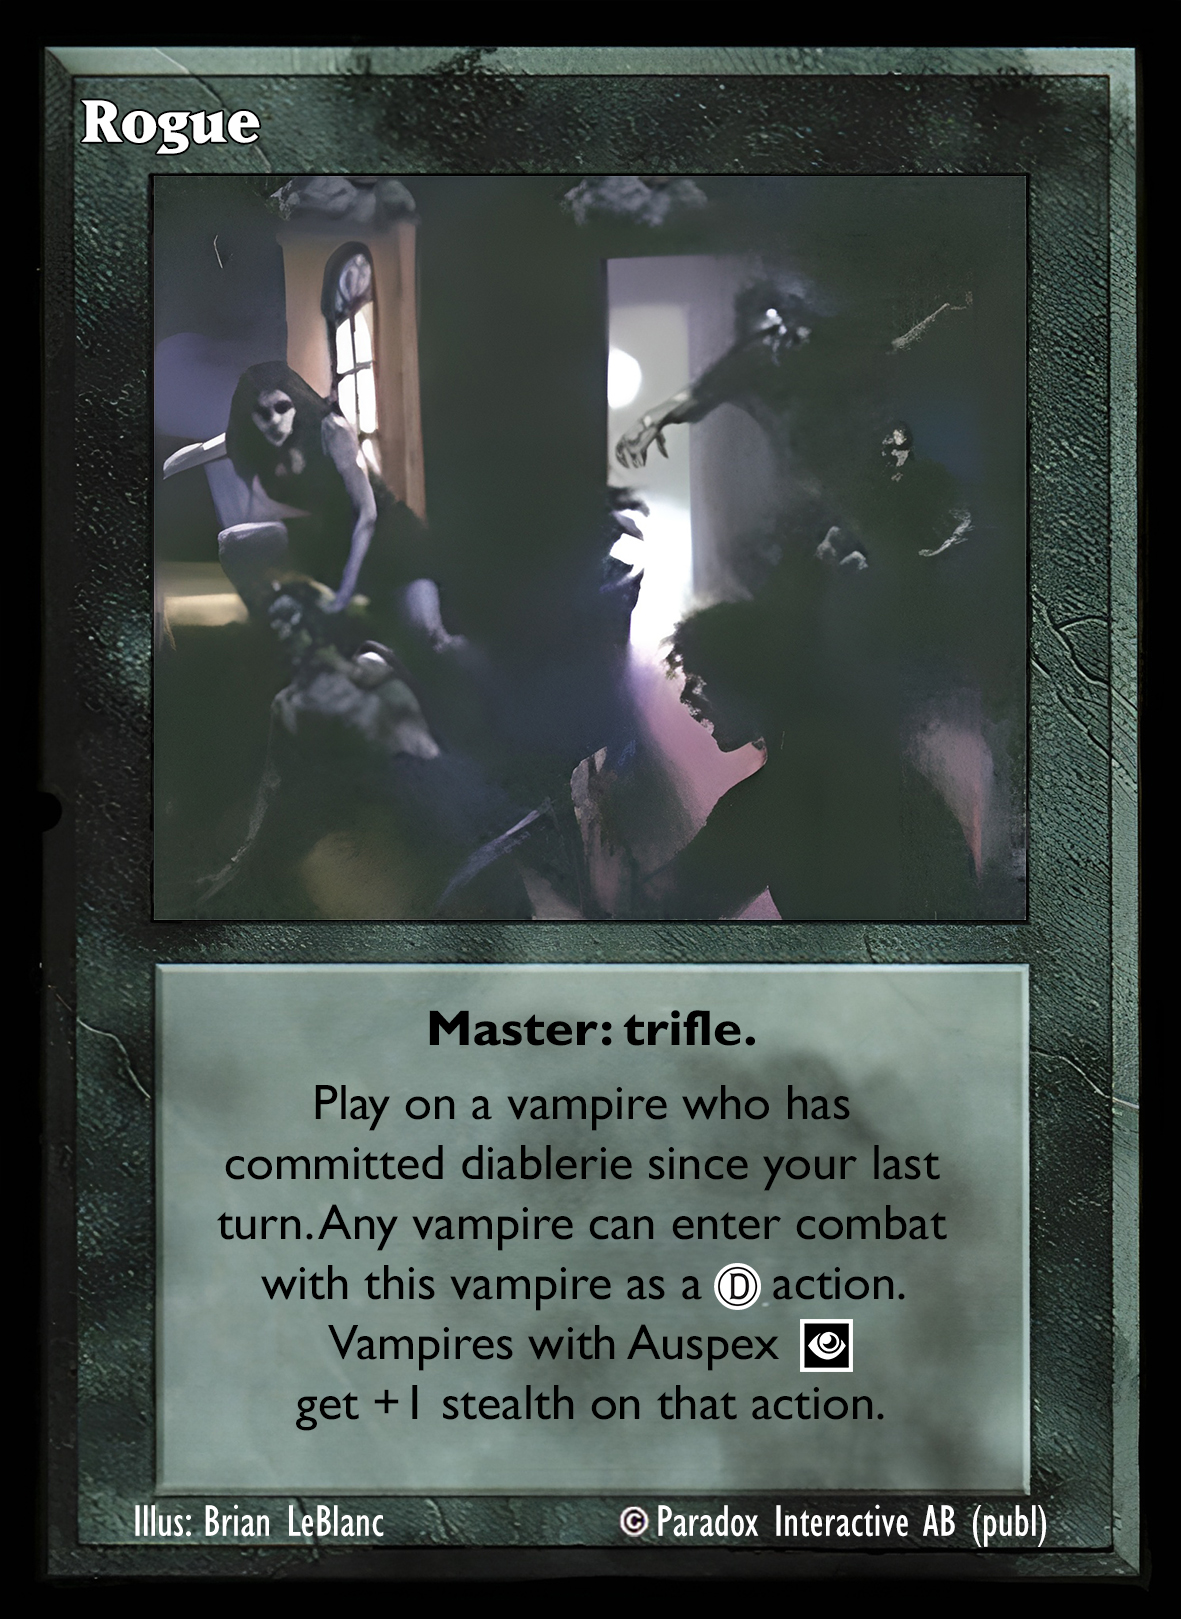 Rogue
Master: trifle.
Play on a vampire who has
committed diablerie since your last
turn. Any vampire can enter combat
with this vampire as a Ⓓ action.
Vampires with Auspex
get +1 stealth on that action.
Illus: Brian LeBlanc
© Paradox Interactive AB (publ)